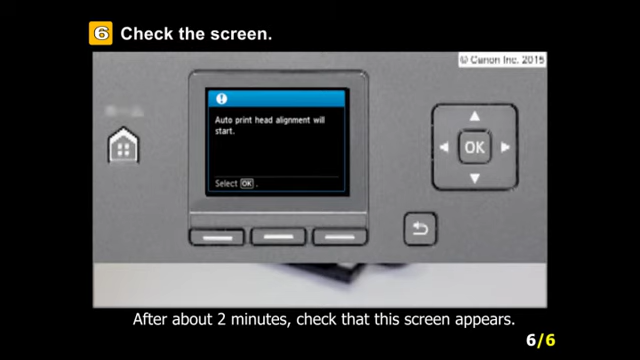 6 Check the screen.
© Canon Inc. 2015
Auto print head alignment will
start.
Select OK .
OK
After about 2 minutes, check that this screen appears.
6/6